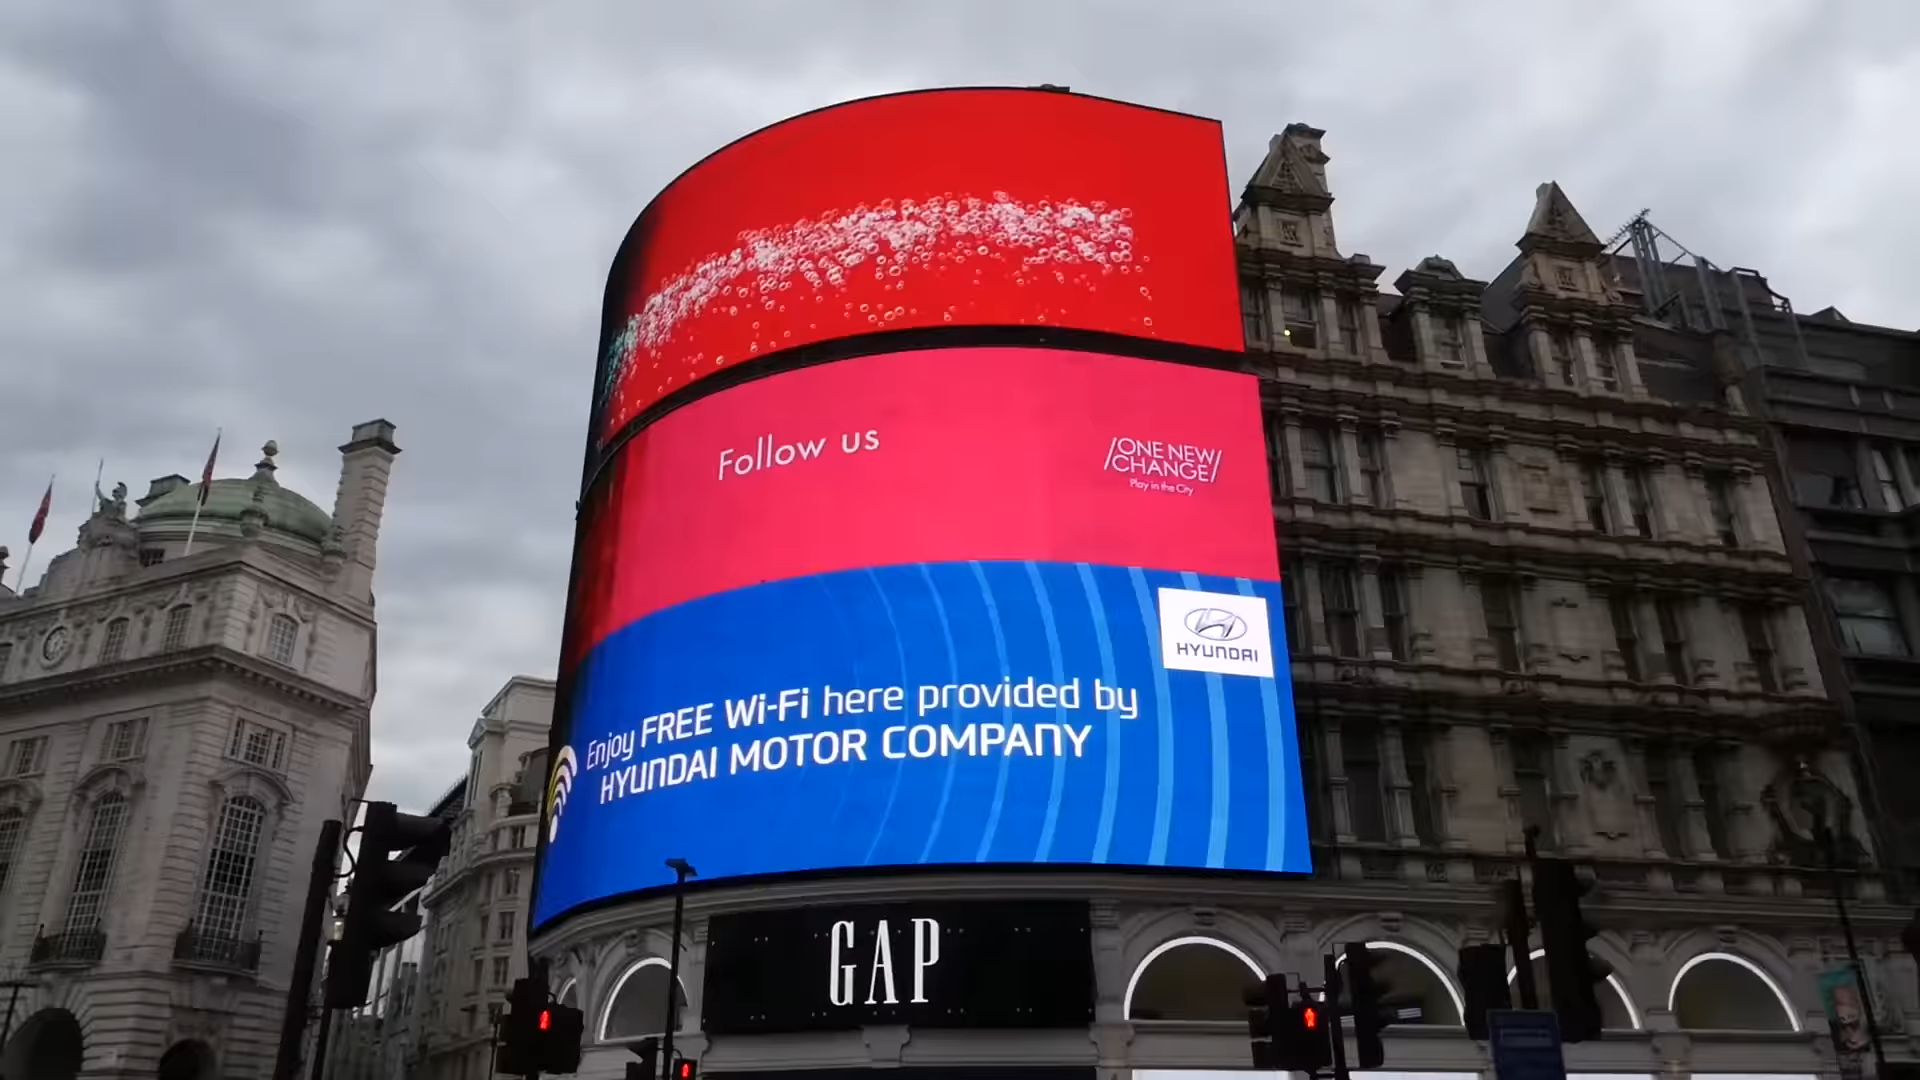 Follow us
/ONE NEW
CHANGE/
Play in the City
HYUNDAI
Enjoy FREE Wi-Fi here provided by
HYUNDAI MOTOR COMPANY
GAP